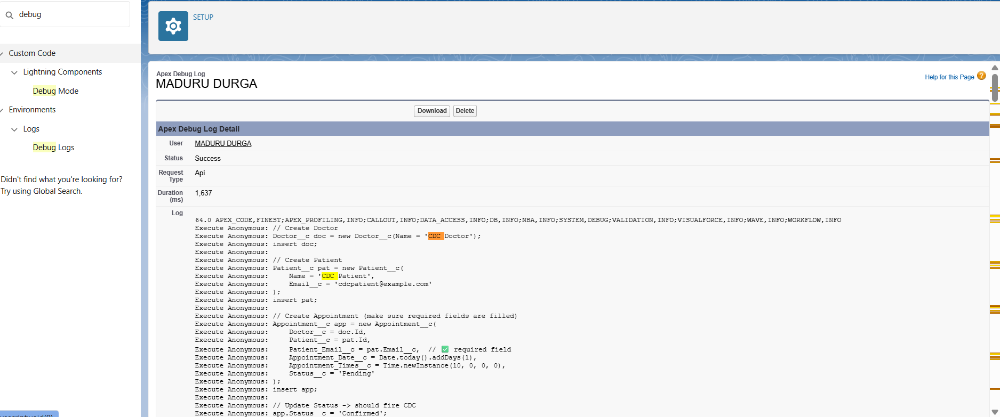 debug
Custom Code
Lightning Components
Debug Mode
Environments
Logs
Debug Logs
Didn't find what you're looking for?
Try using Global Search.
SETUP
Apex Debug Log
MADURU DURGA
Help for this Page ?
Download Delete
Apex Debug Log Detail
User MADURU DURGA
Status Success
Request Type Api
Duration (ms) 1,637
Log
64.0 APEX_CODE,FINEST;APEX_PROFILING,INFO;CALLOUT,INFO;DATA_ACCESS,INFO;DB,INFO;NBA,INFO;SYSTEM,DEBUG;VALIDATION,INFO;VISUALFORCE,INFO;WAVE,INFO;WORKFLOW,INFO
Execute Anonymous: // Create Doctor
Execute Anonymous: Doctor__c doc = new Doctor__c(Name = 'CDC Doctor');
Execute Anonymous: insert doc;
Execute Anonymous:
Execute Anonymous: // Create Patient
Execute Anonymous: Patient__c pat = new Patient__c(
Execute Anonymous:     Name = 'CDC Patient',
Execute Anonymous:     Email__c = 'cdcpatient@example.com'
Execute Anonymous: );
Execute Anonymous: insert pat;
Execute Anonymous:
Execute Anonymous: // Create Appointment (make sure required fields are filled)
Execute Anonymous: Appointment__c app = new Appointment__c(
Execute Anonymous:     Doctor__c = doc.Id,
Execute Anonymous:     Patient__c = pat.Id,
Execute Anonymous:     Patient_Email__c = pat.Email__c,  // ✅ required field
Execute Anonymous:     Appointment_Date__c = Date.today().addDays(1),
Execute Anonymous:     Appointment_Times__c = Time.newInstance(10, 0, 0, 0),
Execute Anonymous:     Status__c = 'Pending'
Execute Anonymous: );
Execute Anonymous: insert app;
Execute Anonymous:
Execute Anonymous: // Update Status -> should fire CDC
Execute Anonymous: app.Status__c = 'Confirmed';